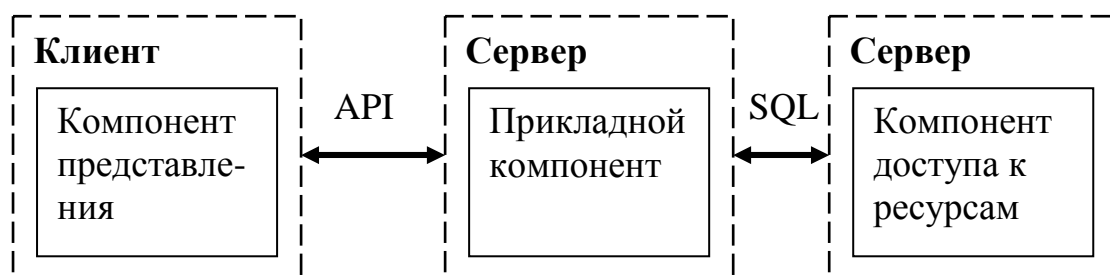 Клиент
Компонент
представле-
ния
API
Сервер
Прикладной
компонент
SQL
Сервер
Компонент
доступа к
ресурсам